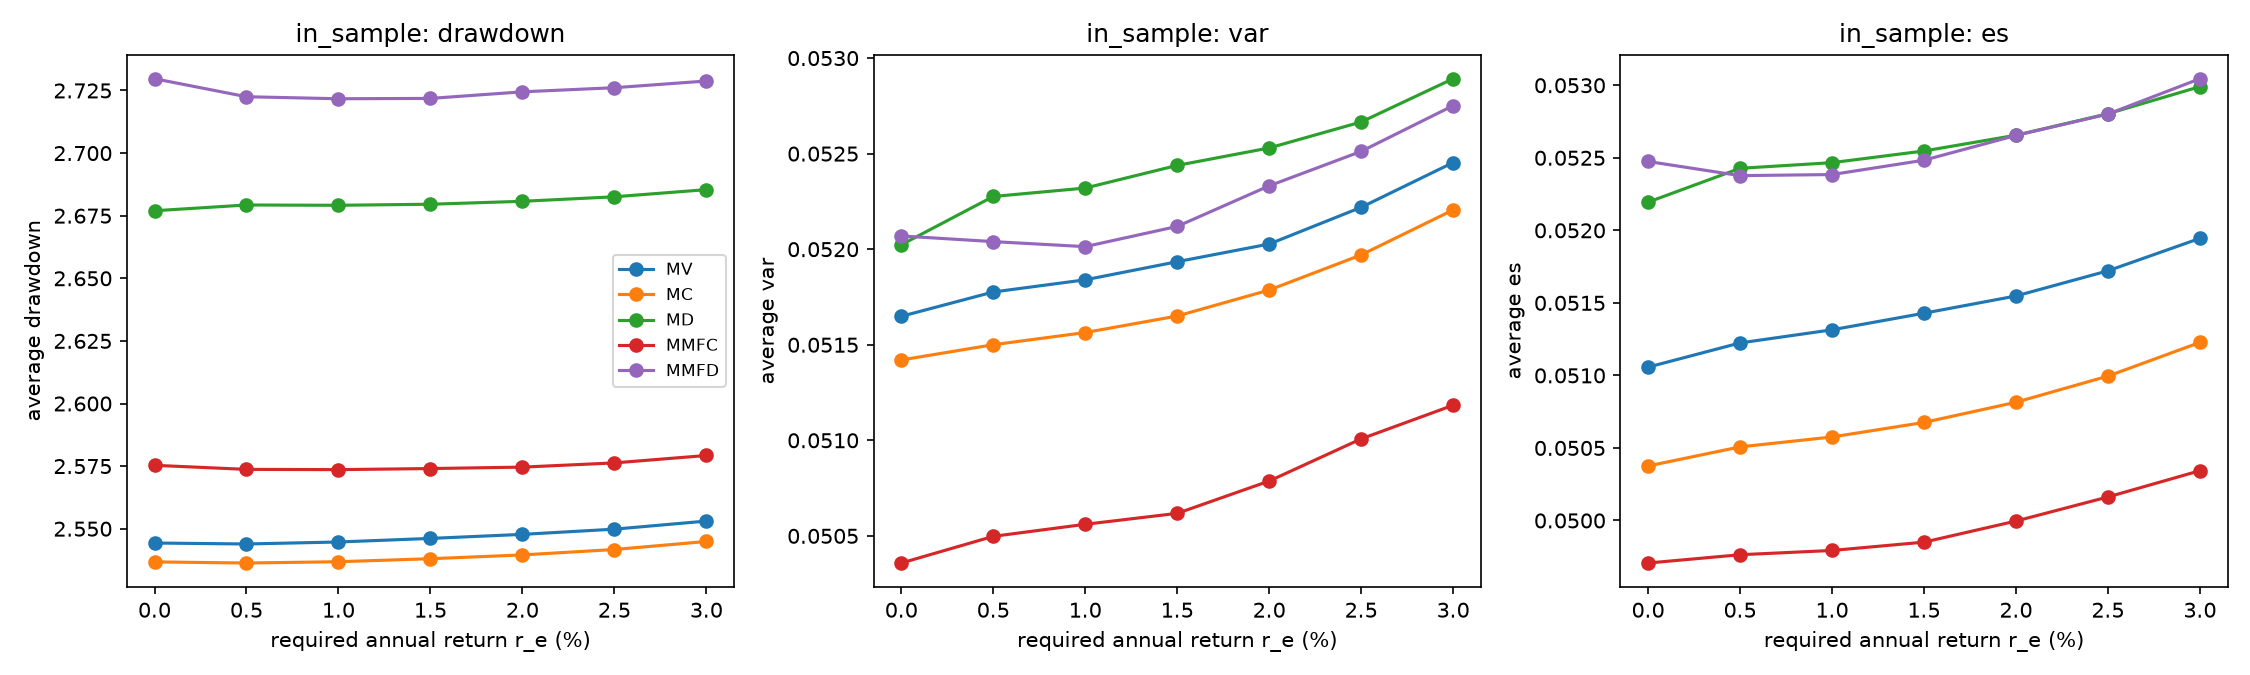 in_sample: drawdown
average drawdown
2.725
2.700
2.675
2.650
2.625
2.600
2.575
2.550
MV
MC
MD
MMFC
MMFD
0.0 0.5 1.0 1.5 2.0 2.5 3.0
required annual return r_e (%)
in_sample: var
average var
0.0530
0.0525
0.0520
0.0515
0.0510
0.0505
0.0 0.5 1.0 1.5 2.0 2.5 3.0
required annual return r_e (%)
in_sample: es
average es
0.0530
0.0525
0.0520
0.0515
0.0510
0.0505
0.0500
0.0 0.5 1.0 1.5 2.0 2.5 3.0
required annual return r_e (%)